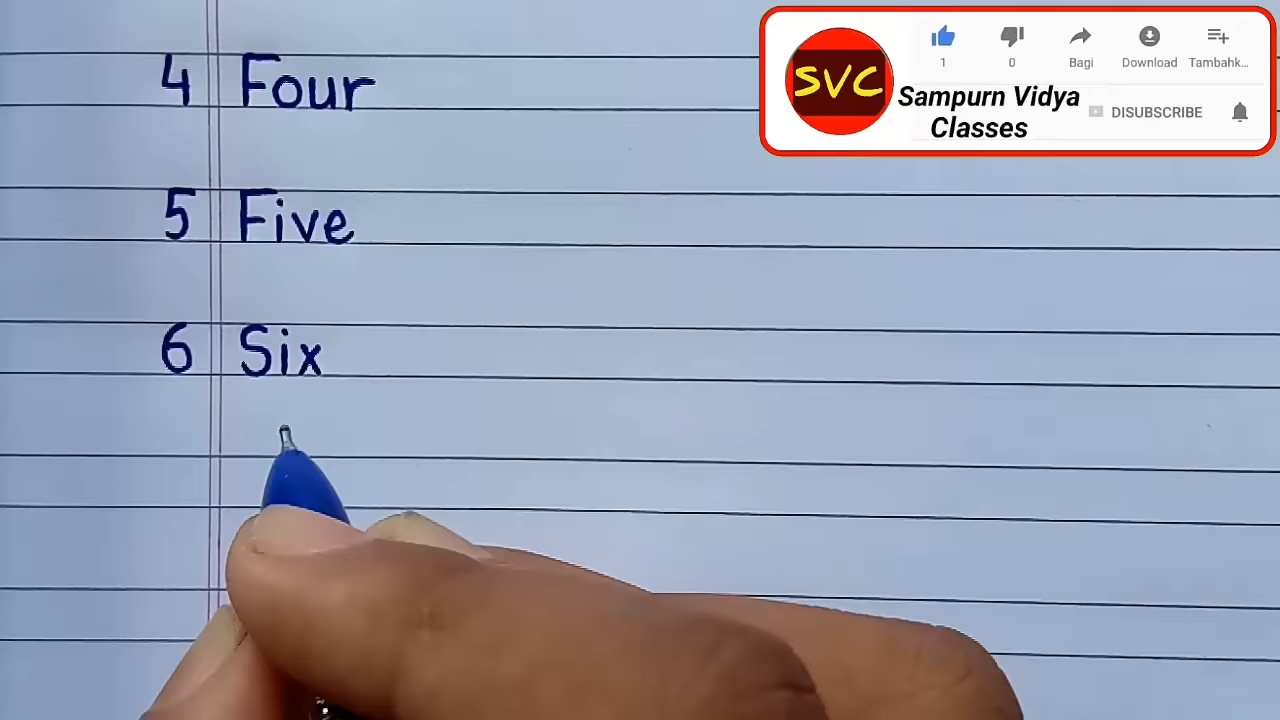 4 Four
5 Five
6 Six
SVC
Sampurn Vidya
Classes
1
0
Bagi
Download
Tambahk...
DISUBSCRIBE